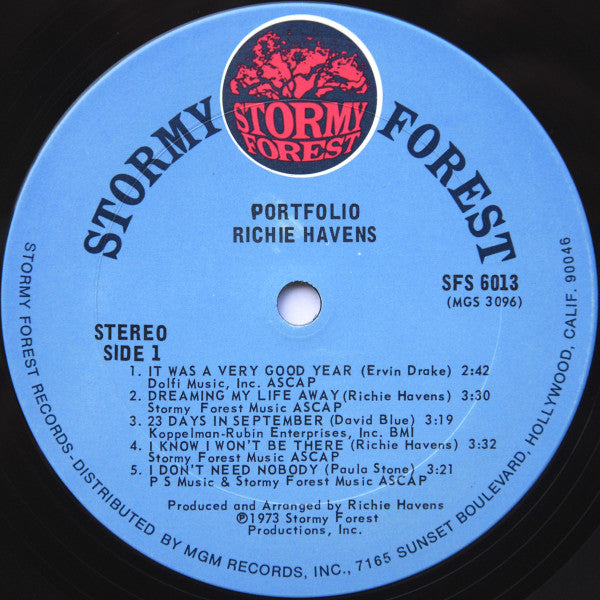 STORMY FOREST
STORMY
FOREST
PORTFOLIO
RICHIE HAVENS
SFS 6013
(MGS 3096)
STEREO
SIDE 1
1. IT WAS A VERY GOOD YEAR (Ervin Drake) 2:42
Dolfi Music, Inc. ASCAP
2. DREAMING MY LIFE AWAY (Richie Havens) 3:30
Stormy Forest Music ASCAP
3. 23 DAYS IN SEPTEMBER (David Blue) 3:19
Koppelman-Rubin Enterprises, Inc. BMI
4. I KNOW I WON'T BE THERE (Richie Havens) 3:32
Stormy Forest Music ASCAP
5. I DON'T NEED NOBODY (Paula Stone) 3:21
P S Music & Stormy Forest Music ASCAP
Produced and Arranged by Richie Havens
℗1973 Stormy Forest
Productions, Inc.
STORMY FOREST RECORDS-DISTRIBUTED BY MGM RECORDS, INC., 7165 SUNSET BOULEVARD, HOLLYWOOD, CALIF. 90046